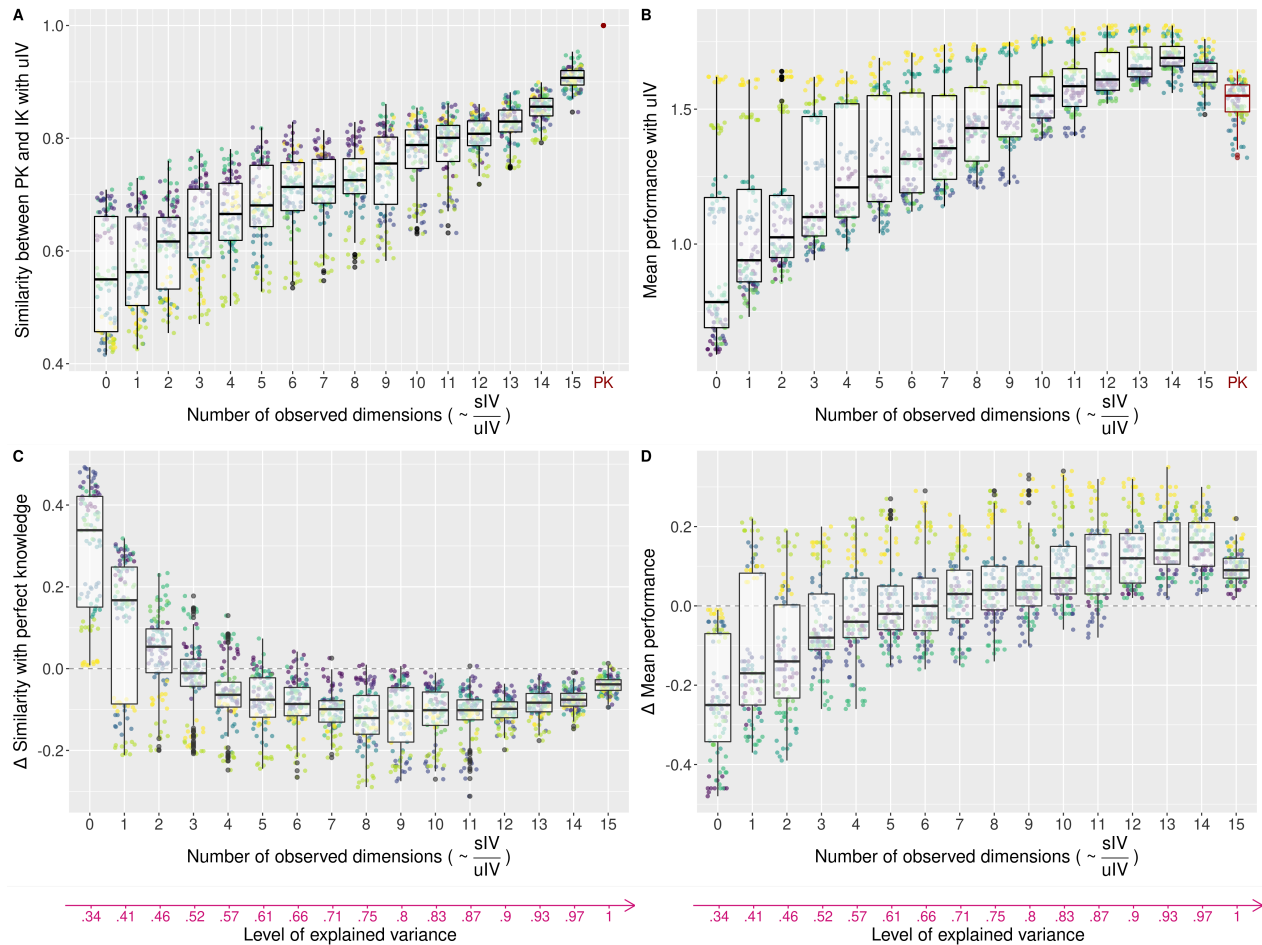 A
Similarity between PK and IK with uIV
1.0
0.8
0.6
0.4
0 1 2 3 4 5 6 7 8 9 10 11 12 13 14 15 PK
Number of observed dimensions ( ~ sIV
uIV )
B
Mean performance with uIV
1.5
1.0
0 1 2 3 4 5 6 7 8 9 10 11 12 13 14 15 PK
Number of observed dimensions ( ~ sIV
uIV )
C
Δ Similarity with perfect knowledge
0.4
0.2
0.0
-0.2
0 1 2 3 4 5 6 7 8 9 10 11 12 13 14 15
Number of observed dimensions ( ~ sIV
uIV )
D
Δ Mean performance
0.2
0.0
-0.2
-0.4
0 1 2 3 4 5 6 7 8 9 10 11 12 13 14 15
Number of observed dimensions ( ~ sIV
uIV )
.34 .41 .46 .52 .57 .61 .66 .71 .75 .8 .83 .87 .9 .93 .97 1
Level of explained variance
.34 .41 .46 .52 .57 .61 .66 .71 .75 .8 .83 .87 .9 .93 .97 1
Level of explained variance